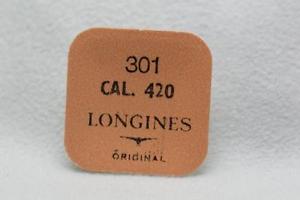 301
CAL. 420
LONGINES
ORIGINAL